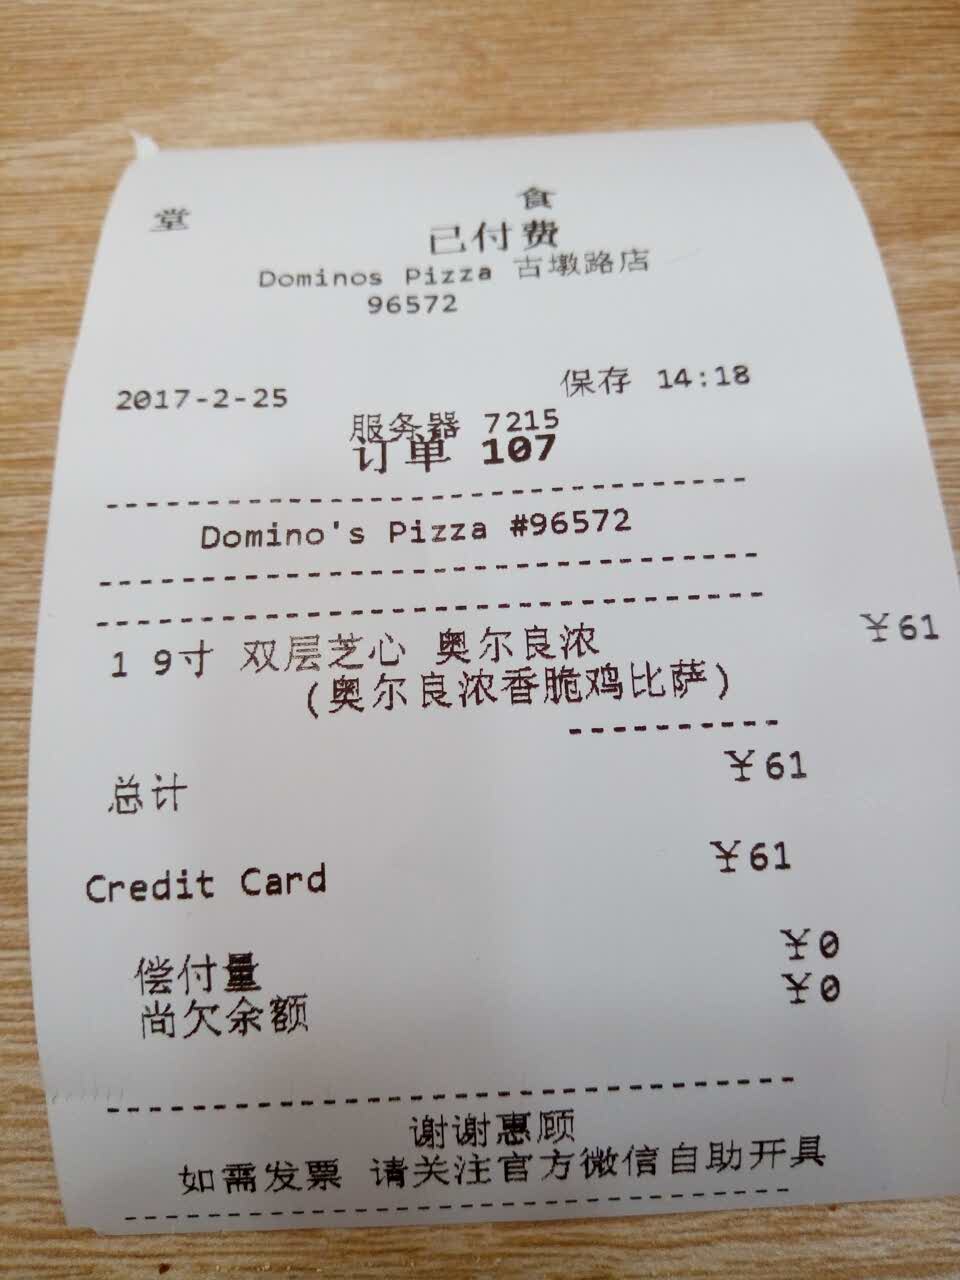 堂 食
已付费
Dominos Pizza 古墩路店
96572
2017-2-25 保存 14:18
服务器 7215
订单 107
Domino's Pizza #96572
1 9寸 双层芝心 奥尔良浓 ¥61
(奥尔良浓香脆鸡比萨)
总计 ¥61
Credit Card ¥61
偿付量 ¥0
尚欠余额 ¥0
谢谢惠顾
如需发票 请关注官方微信自助开具